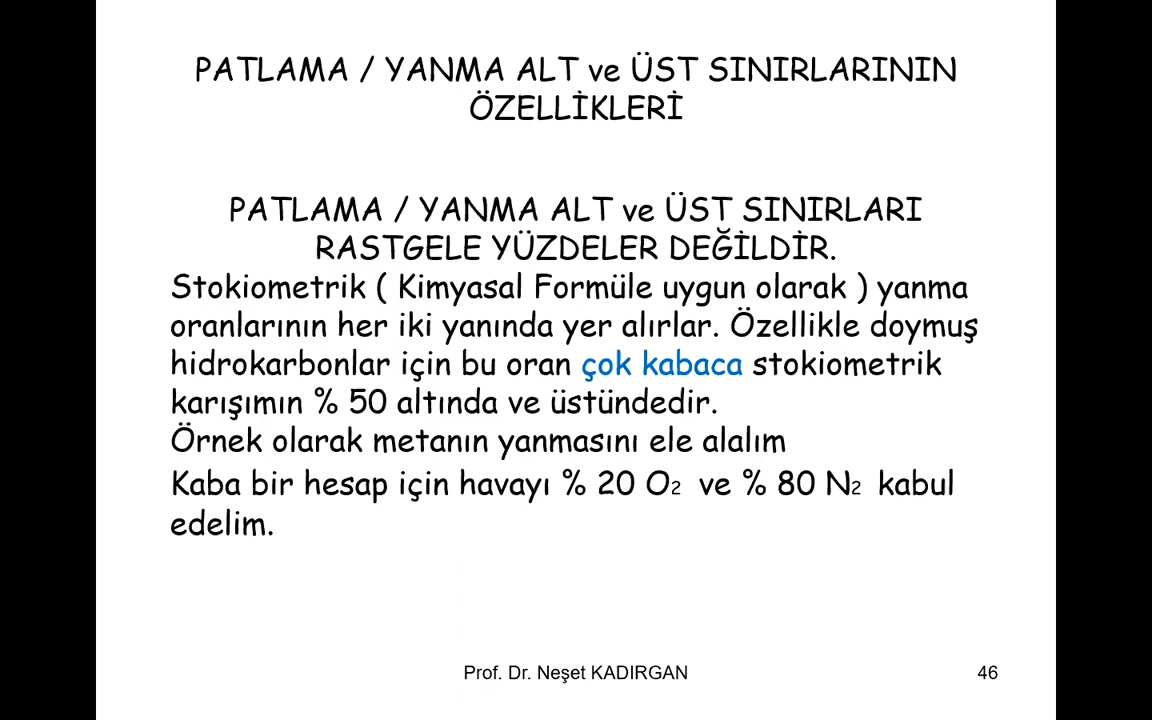 PATLAMA / YANMA ALT ve ÜST SINIRLARININ
ÖZELLİKLERİ
PATLAMA / YANMA ALT ve ÜST SINIRLARI
RASTGELE YÜZDELER DEĞİLDİR.
Stokiometrik ( Kimyasal Formüle uygun olarak ) yanma
oranlarının her iki yanında yer alırlar. Özellikle doymuş
hidrokarbonlar için bu oran çok kabaca stokiometrik
karışımın % 50 altında ve üstündedir.
Örnek olarak metanın yanmasını ele alalım
Kaba bir hesap için havayı % 20 O₂ ve % 80 N₂ kabul
edelim.
Prof. Dr. Neşet KADIRGAN
46